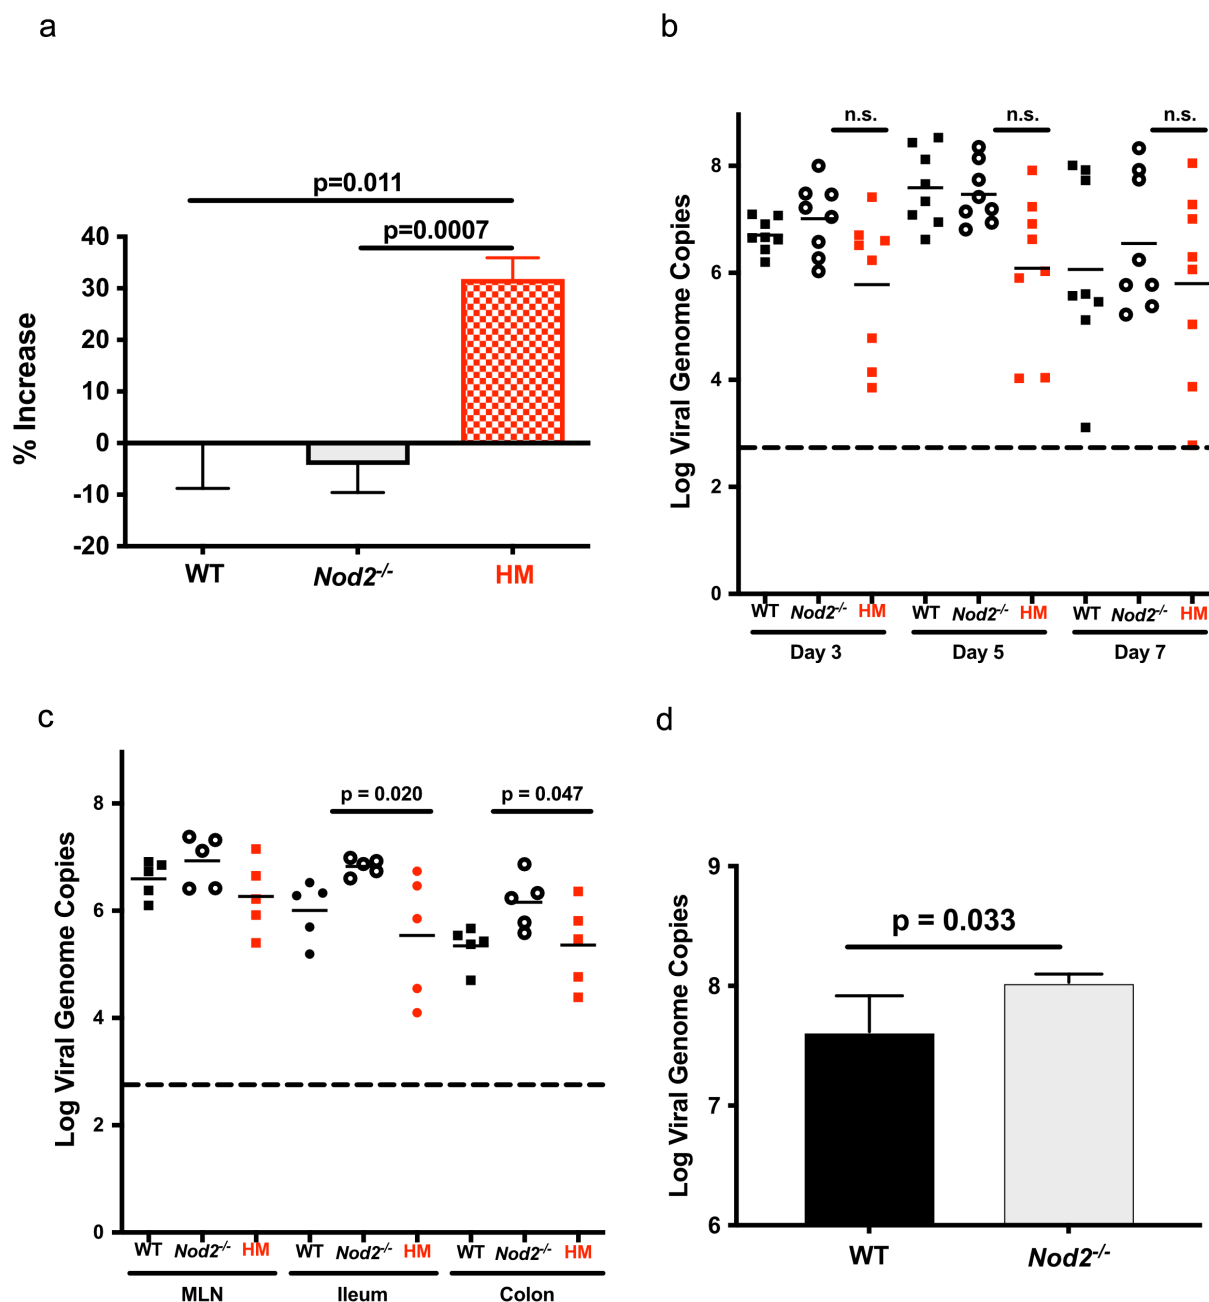 a
p=0.011
p=0.0007
% Increase
40
30
20
10
0
-10
-20
WT Nod2-/- HM
b
n.s. n.s. n.s.
Log Viral Genome Copies
8
6
4
2
0
WT Nod2-/- HM WT Nod2-/- HM WT Nod2-/- HM
Day 3 Day 5 Day 7
c
p = 0.020 p = 0.047
Log Viral Genome Copies
8
6
4
2
0
WT Nod2-/- HM WT Nod2-/- HM WT Nod2-/- HM
MLN Ileum Colon
d
p = 0.033
Log Viral Genome Copies
9
8
7
6
WT Nod2-/-